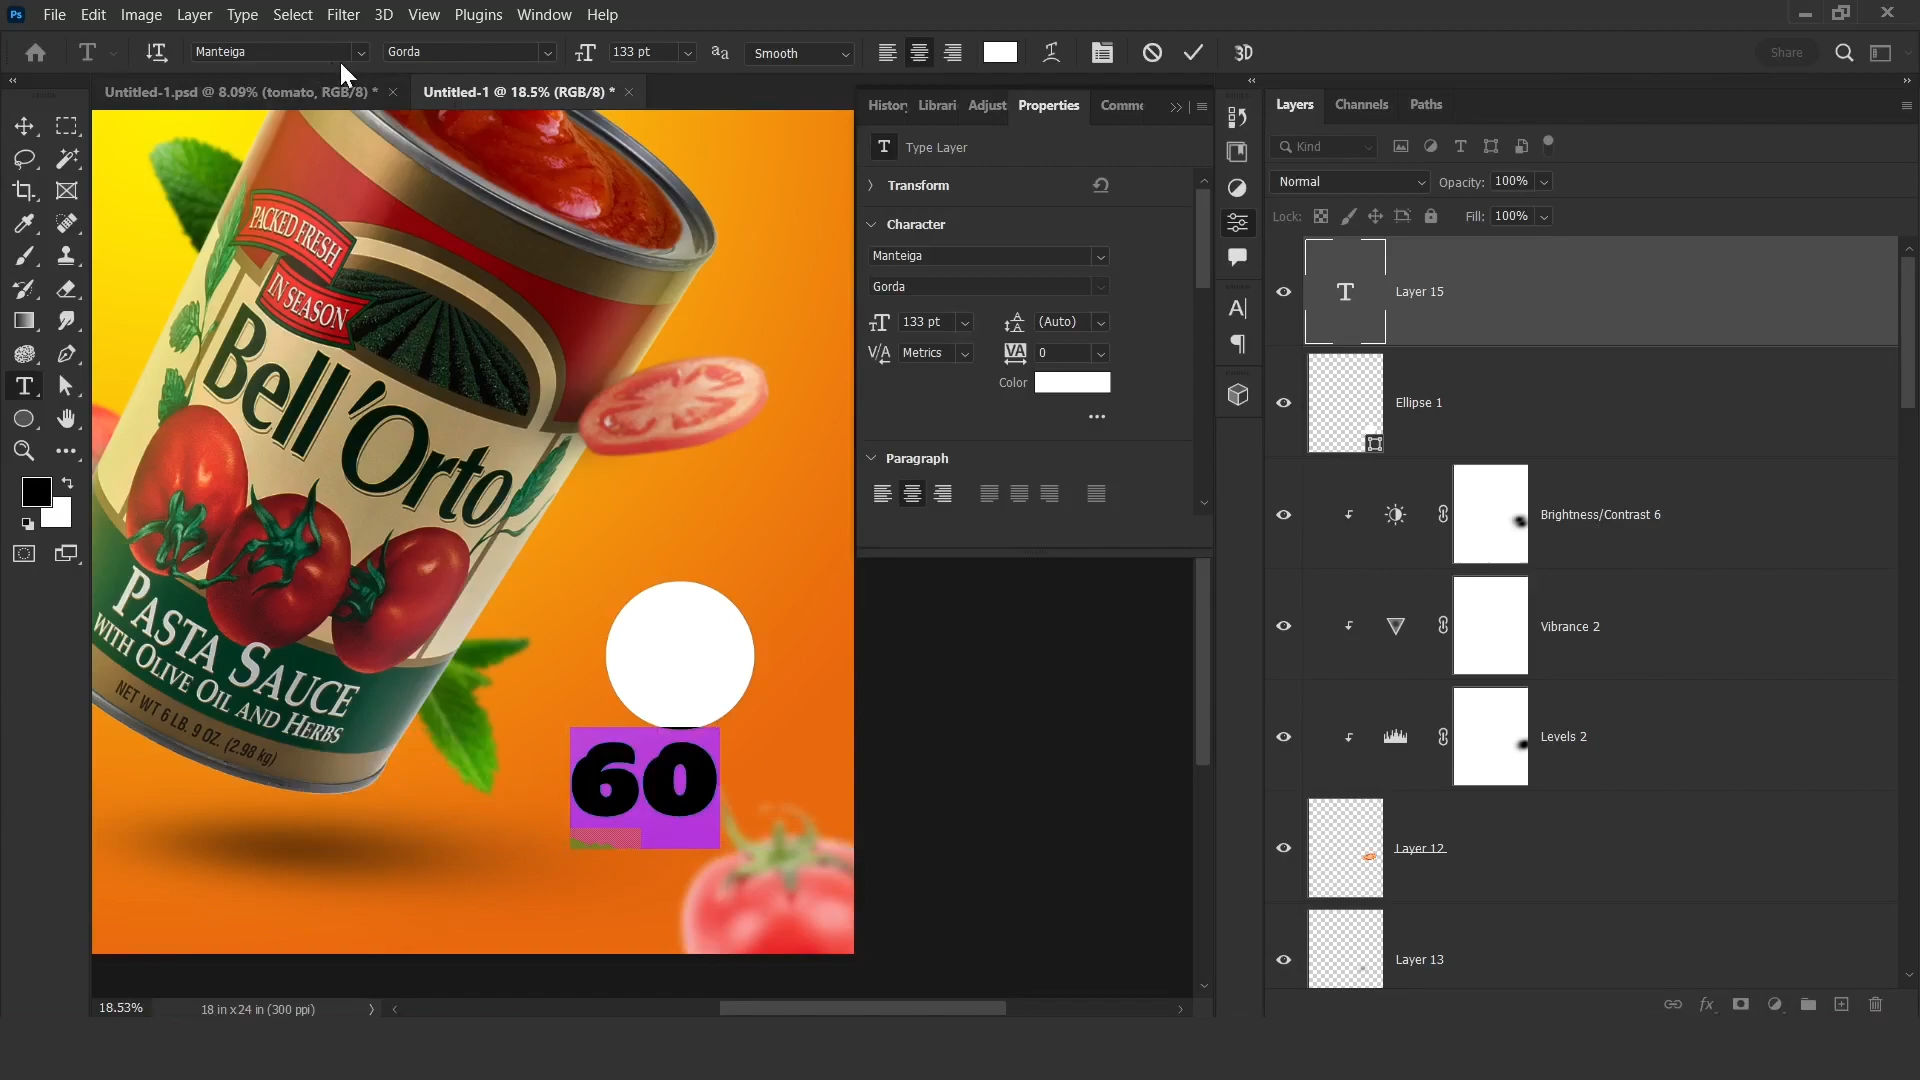 Ps File Edit Image Layer Type Select Filter 3D View Plugins Window Help
T Manteiga Gorda 133 pt aa Smooth 3D Share
Untitled-1.psd @ 8.09% (tomato, RGB/8) *
Untitled-1 @ 18.5% (RGB/8) *
Histor Librari Adjust Properties Comme
T Type Layer
Transform
Character
Manteiga
Gorda
133 pt (Auto)
Metrics 0
Color
Paragraph
Layers Channels Paths
Kind
Normal Opacity: 100%
Lock: Fill: 100%
Layer 15
Ellipse 1
Brightness/Contrast 6
Vibrance 2
Levels 2
Layer 12
Layer 13
PACKED FRESH
IN SEASON
Bell'Orto
PASTA SAUCE
WITH OLIVE OIL AND HERBS
NET WT 6 LB. 9 OZ. (2.98 kg)
60
18.53% 18 in x 24 in (300 ppi)